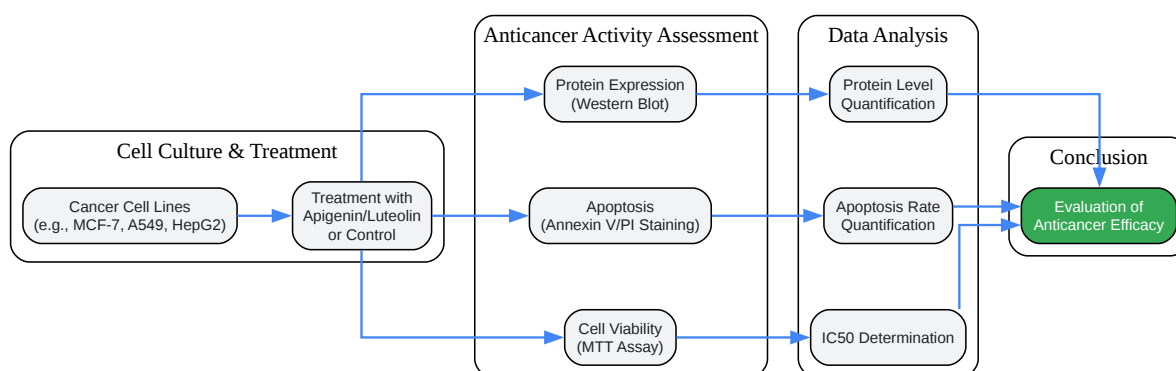 Anticancer Activity Assessment
Data Analysis
Protein Expression
(Western Blot)
Protein Level
Quantification
Cell Culture & Treatment
Conclusion
Cancer Cell Lines
(e.g., MCF-7, A549, HepG2)
Treatment with
Apigenin/Luteolin
or Control
Apoptosis
(Annexin V/PI Staining)
Apoptosis Rate
Quantification
Evaluation of
Anticancer Efficacy
Cell Viability
(MTT Assay)
IC50 Determination